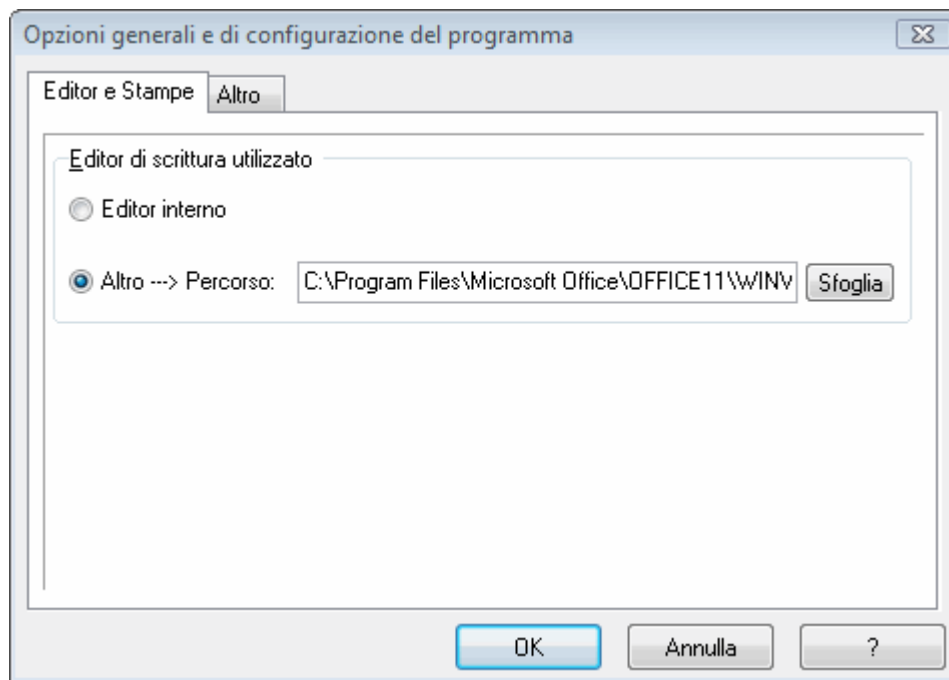 Opzioni generali e di configurazione del programma
Editor e Stampe Altro
Editor di scrittura utilizzato
Editor interno
Altro ---> Percorso: C:\Program Files\Microsoft Office\OFFICE11\WINV Sfoglia
OK Annulla ?